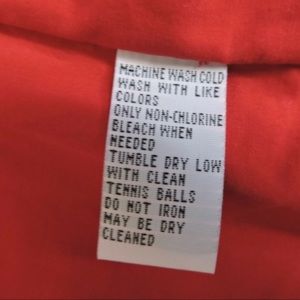 MACHINE WASH COLD
WASH WITH LIKE
COLORS
ONLY NON-CHLORINE
BLEACH WHEN
NEEDED
TUMBLE DRY LOW
WITH CLEAN
TENNIS BALLS
DO NOT IRON
MAY BE DRY
CLEANED